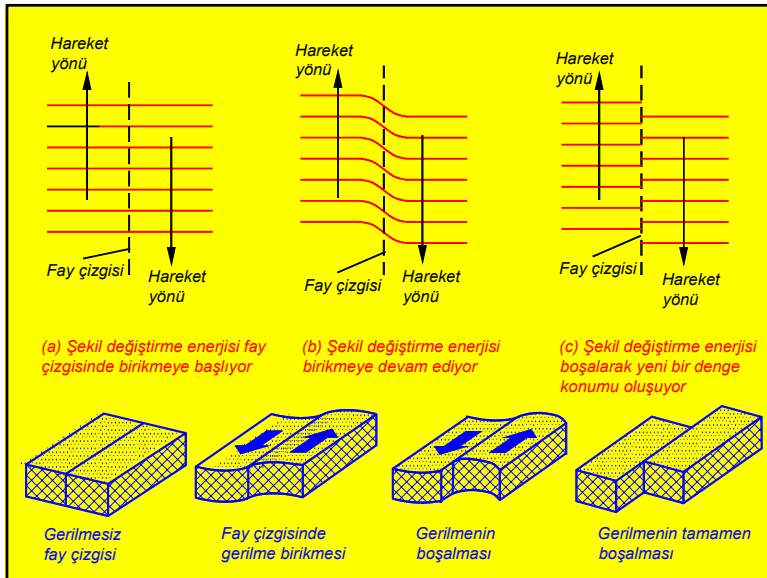 Hareket
yönü
Fay çizgisi
Hareket
yönü
Hareket
yönü
Fay çizgisi
Hareket
yönü
Hareket
yönü
Fay çizgisi
Hareket
yönü
(a) Şekil değiştirme enerjisi fay
çizgisinde birikmeye başlıyor
(b) Şekil değiştirme enerjisi
birikmeye devam ediyor
(c) Şekil değiştirme enerjisi
boşalarak yeni bir denge
konumu oluşuyor
Gerilmesiz
fay çizgisi
Fay çizgisinde
gerilme birikmesi
Gerilmenin
boşalması
Gerilmenin tamamen
boşalması